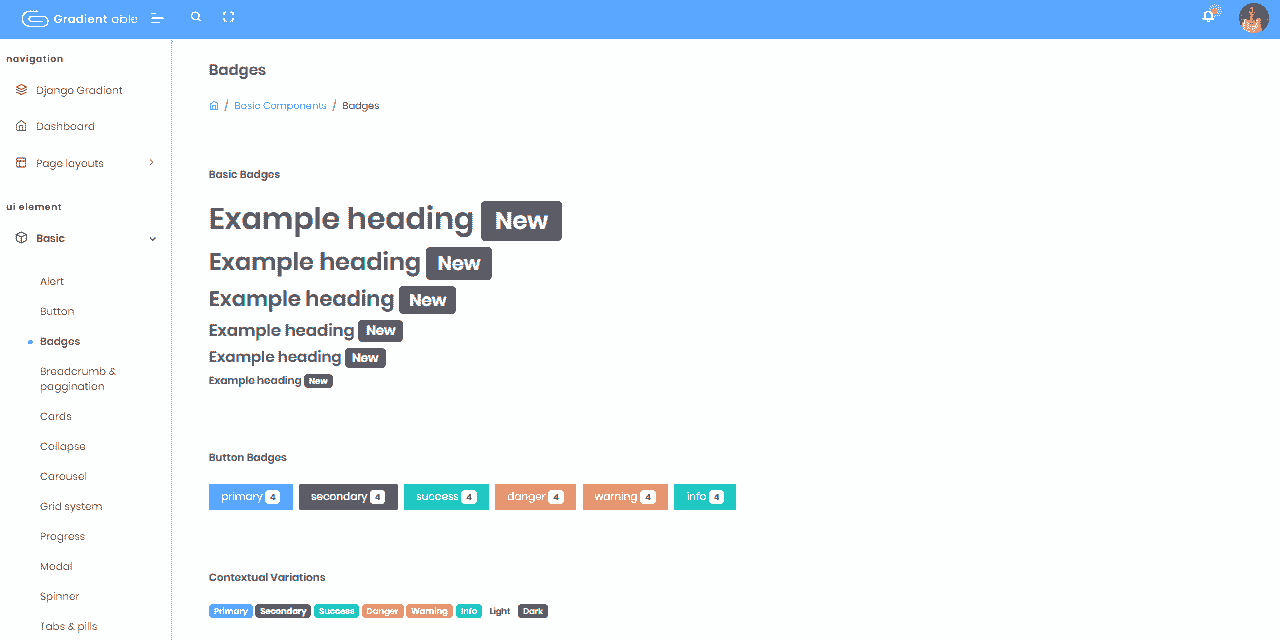 Gradient able
navigation
Django Gradient
Dashboard
Page layouts
ui element
Basic
Alert
Button
Badges
Breadcrumb &
paggination
Cards
Collapse
Carousel
Grid system
Progress
Modal
Spinner
Tabs & pills
Badges
/ Basic Components / Badges
Basic Badges
Example heading New
Example heading New
Example heading New
Example heading New
Example heading New
Example heading New
Button Badges
primary 4 secondary 4 success 4 danger 4 warning 4 info 4
Contextual Variations
Primary Secondary Success Danger Warning Info Light Dark